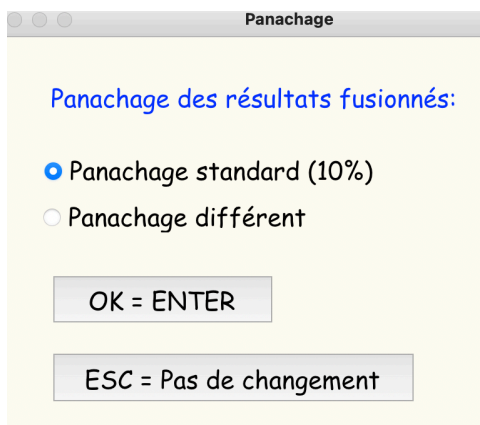 Panachage
Panachage des résultats fusionnés:
Panachage standard (10%)
Panachage différent
OK = ENTER
ESC = Pas de changement